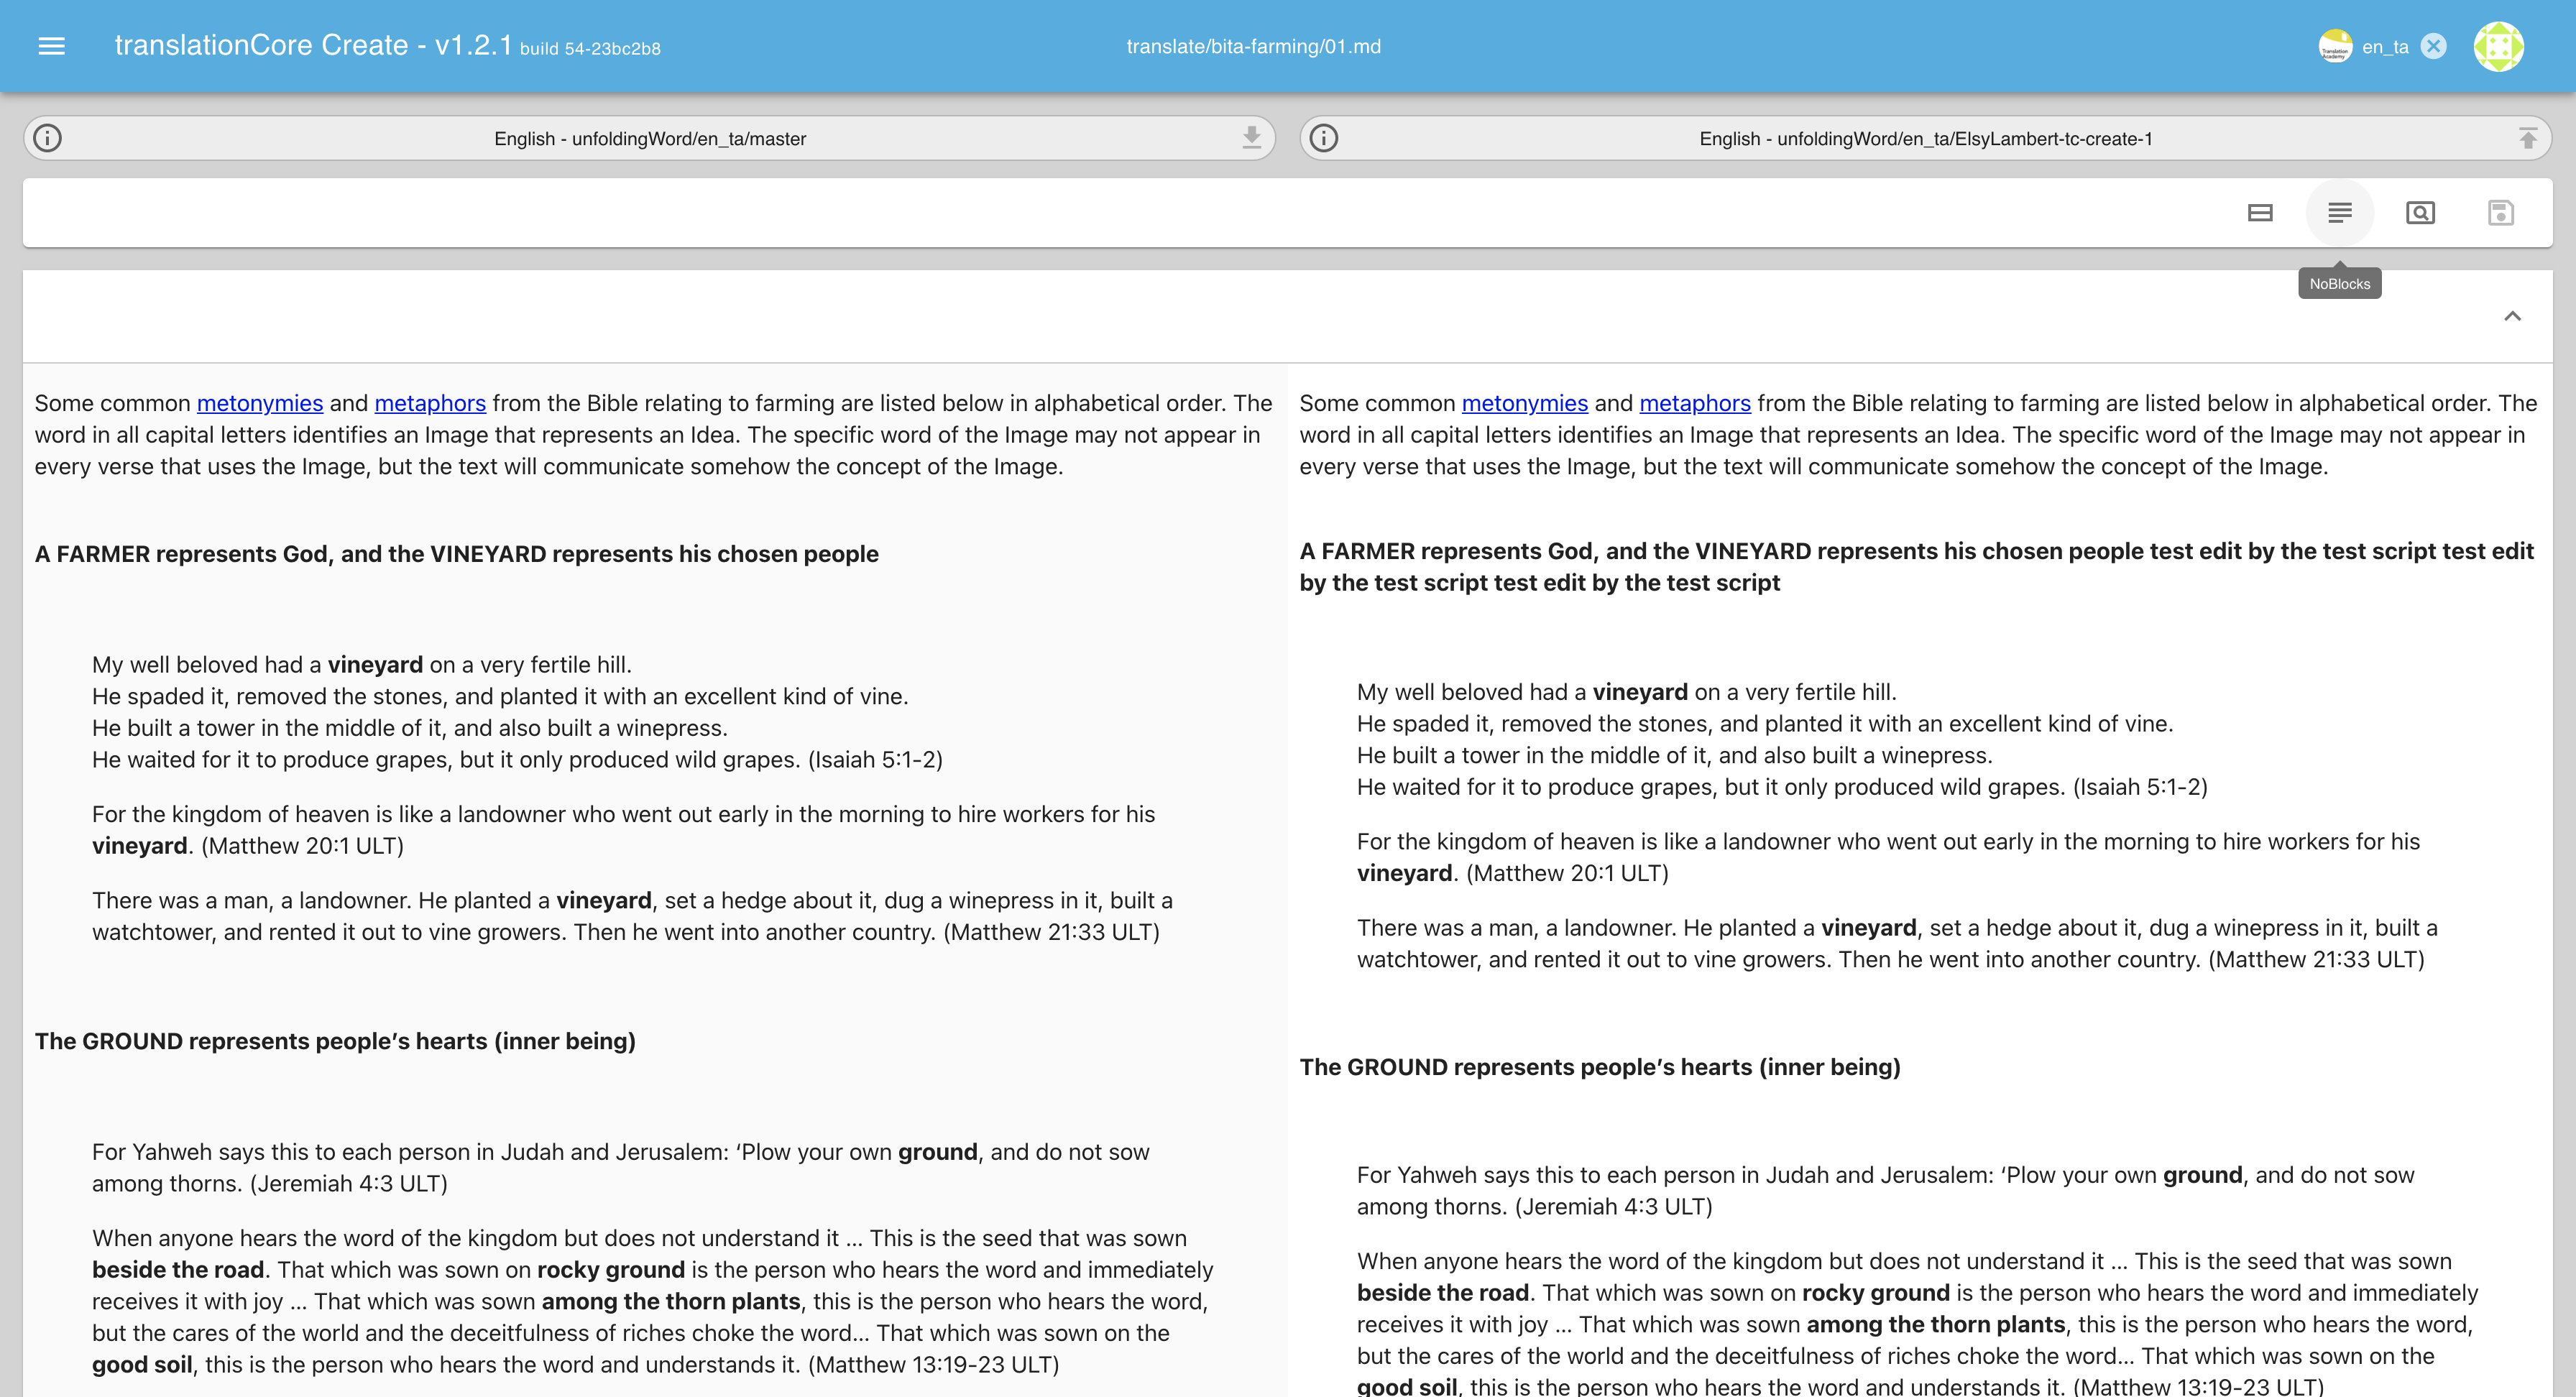 translationCore Create - v1.2.1 build 54-23bc2b8
translate/bita-farming/01.md
Translation Academy
en_ta
English - unfoldingWord/en_ta/master
English - unfoldingWord/en_ta/ElsyLambert-tc-create-1
NoBlocks
Some common metonymies and metaphors from the Bible relating to farming are listed below in alphabetical order. The
word in all capital letters identifies an Image that represents an Idea. The specific word of the Image may not appear in
every verse that uses the Image, but the text will communicate somehow the concept of the Image.
A FARMER represents God, and the VINEYARD represents his chosen people
My well beloved had a vineyard on a very fertile hill.
He spaded it, removed the stones, and planted it with an excellent kind of vine.
He built a tower in the middle of it, and also built a winepress.
He waited for it to produce grapes, but it only produced wild grapes. (Isaiah 5:1-2)
For the kingdom of heaven is like a landowner who went out early in the morning to hire workers for his
vineyard. (Matthew 20:1 ULT)
There was a man, a landowner. He planted a vineyard, set a hedge about it, dug a winepress in it, built a
watchtower, and rented it out to vine growers. Then he went into another country. (Matthew 21:33 ULT)
The GROUND represents people’s hearts (inner being)
For Yahweh says this to each person in Judah and Jerusalem: ‘Plow your own ground, and do not sow
among thorns. (Jeremiah 4:3 ULT)
When anyone hears the word of the kingdom but does not understand it ... This is the seed that was sown
beside the road. That which was sown on rocky ground is the person who hears the word and immediately
receives it with joy ... That which was sown among the thorn plants, this is the person who hears the word,
but the cares of the world and the deceitfulness of riches choke the word... That which was sown on the
good soil, this is the person who hears the word and understands it. (Matthew 13:19-23 ULT)
Some common metonymies and metaphors from the Bible relating to farming are listed below in alphabetical order. The
word in all capital letters identifies an Image that represents an Idea. The specific word of the Image may not appear in
every verse that uses the Image, but the text will communicate somehow the concept of the Image.
A FARMER represents God, and the VINEYARD represents his chosen people test edit by the test script test edit
by the test script test edit by the test script
My well beloved had a vineyard on a very fertile hill.
He spaded it, removed the stones, and planted it with an excellent kind of vine.
He built a tower in the middle of it, and also built a winepress.
He waited for it to produce grapes, but it only produced wild grapes. (Isaiah 5:1-2)
For the kingdom of heaven is like a landowner who went out early in the morning to hire workers for his
vineyard. (Matthew 20:1 ULT)
There was a man, a landowner. He planted a vineyard, set a hedge about it, dug a winepress in it, built a
watchtower, and rented it out to vine growers. Then he went into another country. (Matthew 21:33 ULT)
The GROUND represents people’s hearts (inner being)
For Yahweh says this to each person in Judah and Jerusalem: ‘Plow your own ground, and do not sow
among thorns. (Jeremiah 4:3 ULT)
When anyone hears the word of the kingdom but does not understand it ... This is the seed that was sown
beside the road. That which was sown on rocky ground is the person who hears the word and immediately
receives it with joy ... That which was sown among the thorn plants, this is the person who hears the word,
but the cares of the world and the deceitfulness of riches choke the word... That which was sown on the
good soil, this is the person who hears the word and understands it. (Matthew 13:19-23 ULT)